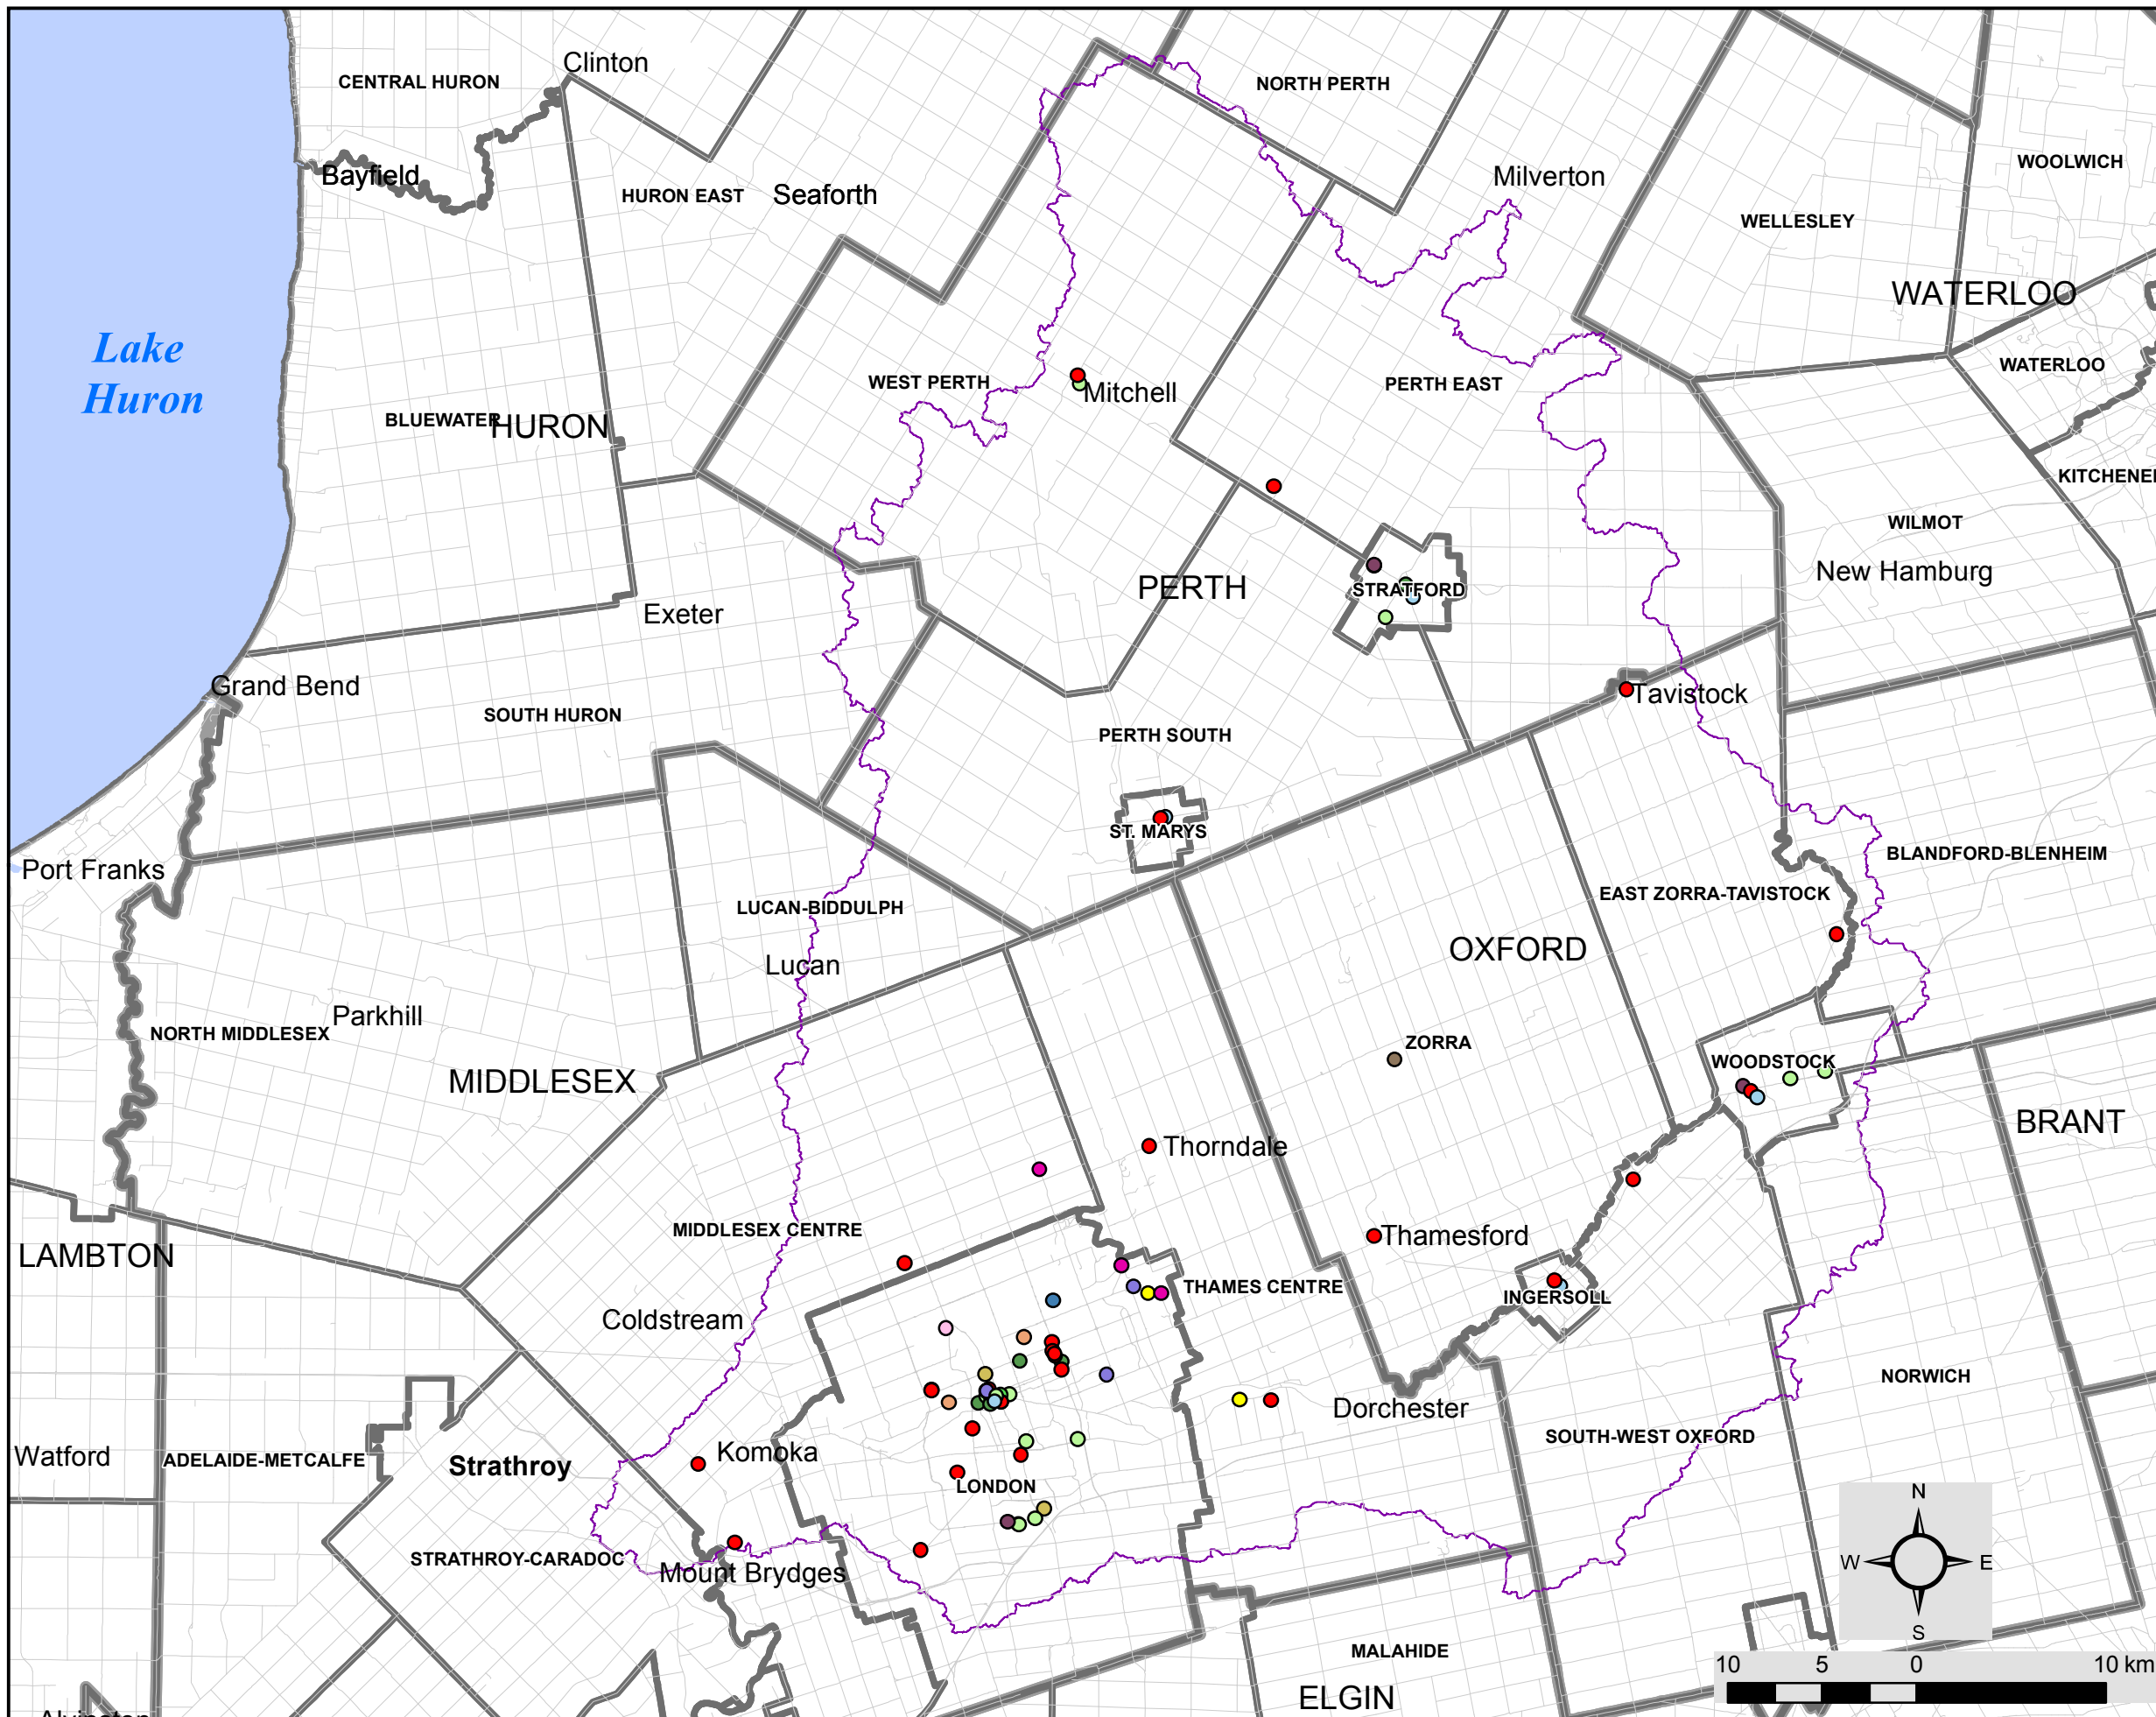 Clinton
CENTRAL HURON
NORTH PERTH
WOOLWICH
Bayfield
HURON EAST
Seaforth
Milverton
WELLESLEY
WATERLOO
Lake
Huron
WATERLOO
WEST PERTH
Mitchell
PERTH EAST
BLUEWATER
HURON
KITCHENE
WILMOT
New Hamburg
PERTH
STRATFORD
Exeter
Grand Bend
SOUTH HURON
Tavistock
PERTH SOUTH
ST. MARYS
Port Franks
BLANDFORD-BLENHEIM
EAST ZORRA-TAVISTOCK
LUCAN-BIDDULPH
OXFORD
Lucan
Parkhill
NORTH MIDDLESEX
ZORRA
WOODSTOCK
MIDDLESEX
BRANT
Thorndale
MIDDLESEX CENTRE
Thamesford
LAMBTON
THAMES CENTRE
INGERSOLL
Coldstream
NORWICH
Dorchester
SOUTH-WEST OXFORD
Komoka
Watford
ADELAIDE-METCALFE
Strathroy
LONDON
N
W
E
S
STRATHROY-CARADOC
Mount Brydges
MALAHIDE
10 5 0 10 km
ELGIN